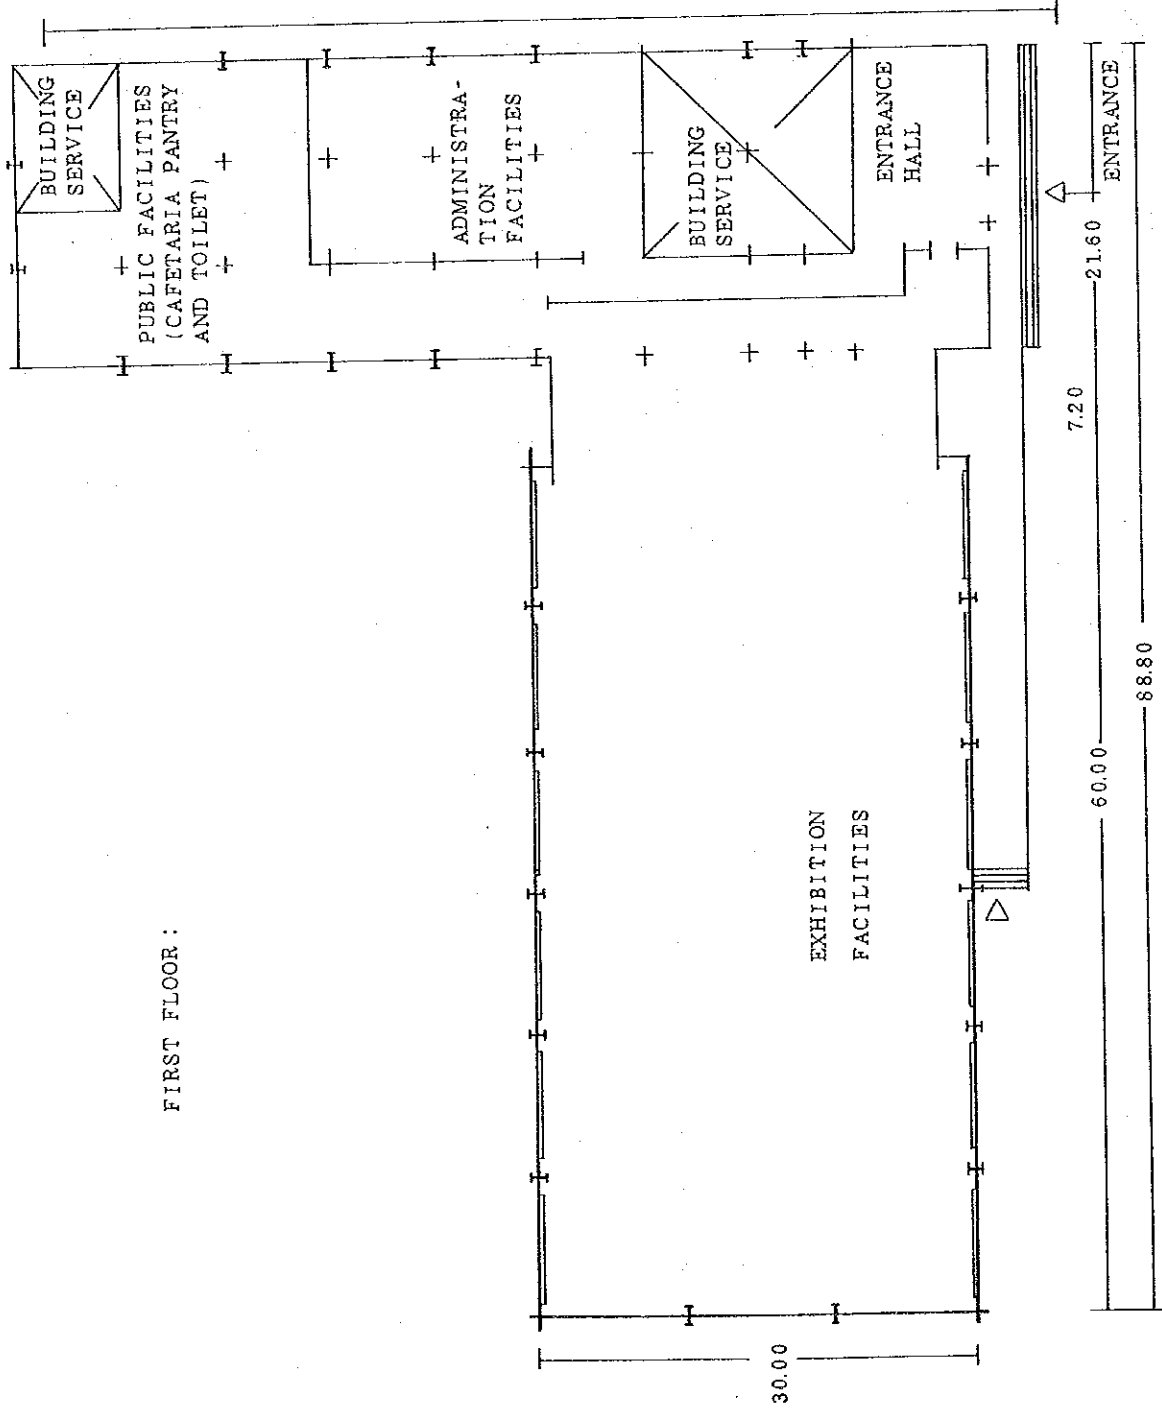 BUILDING
SERVICE
PUBLIC FACILITIES
(CAFETARIA PANTRY
AND TOILET)
ADMINISTRA-
TION
FACILITIES
BUILDING
SERVICE
ENTRANCE
HALL
ENTRANCE
21.60
7.20
60.00
88.80
FIRST FLOOR:
EXHIBITION
FACILITIES
30.00